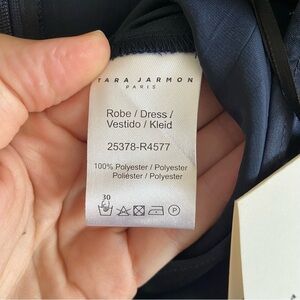 TARA JARMON
PARIS
Robe / Dress /
Vestido / Kleid
25378-R4577
100% Polyester / Polyester
Poliéster / Polyester
30
P